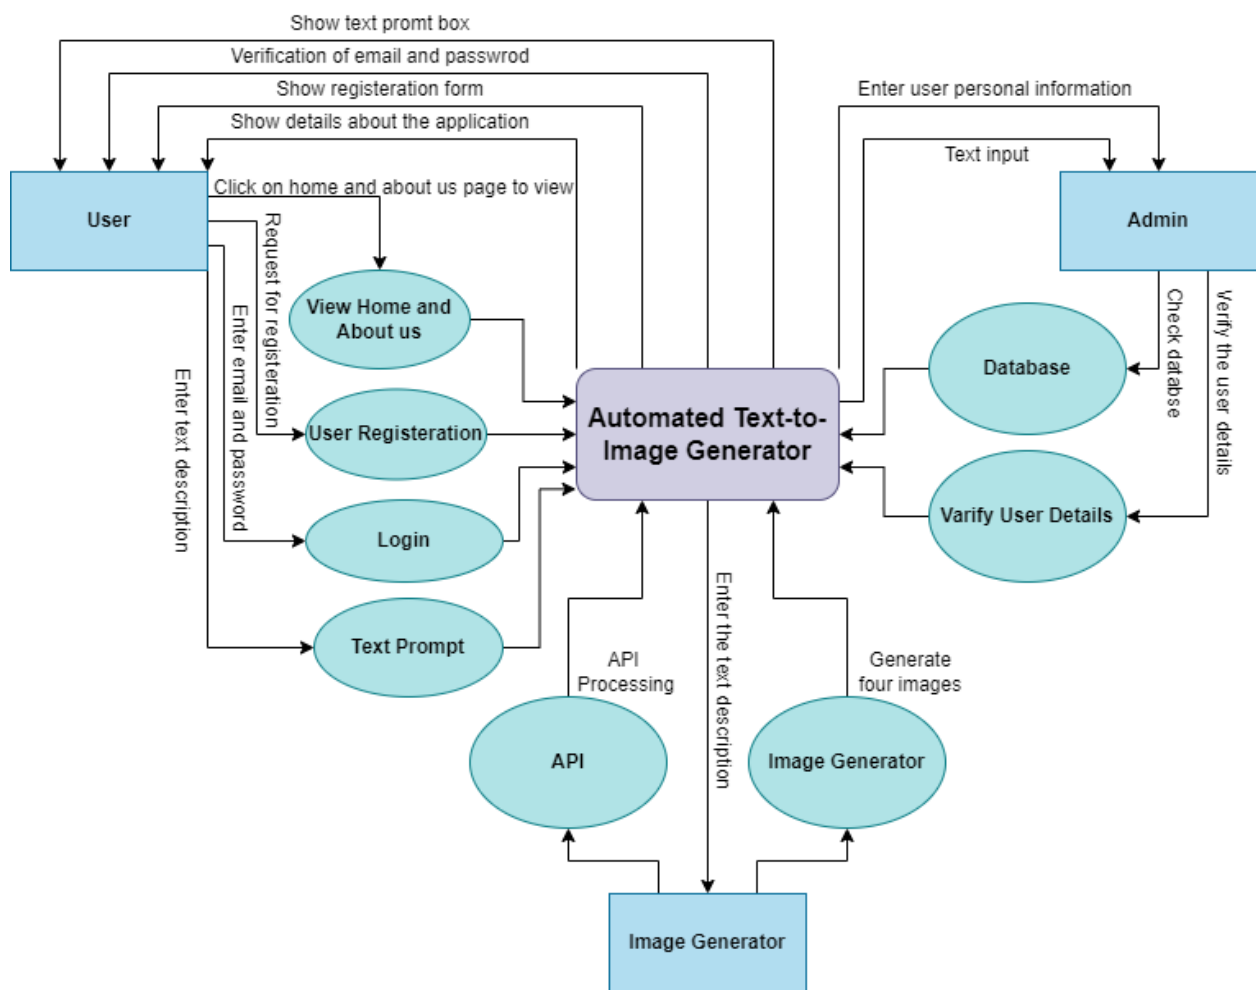 Show text promt box
Verification of email and passwrod
Show registeration form
Show details about the application
Enter user personal information
Text input
User
Click on home and about us page to view
Admin
Request for registeration
Enter email and password
Enter text description
View Home and
About us
User Registeration
Login
Text Prompt
Automated Text-to-
Image Generator
Database
Check databse
Verify the user details
Varify User Details
API
Processing
Enter the text description
Generate
four images
API
Image Generator
Image Generator